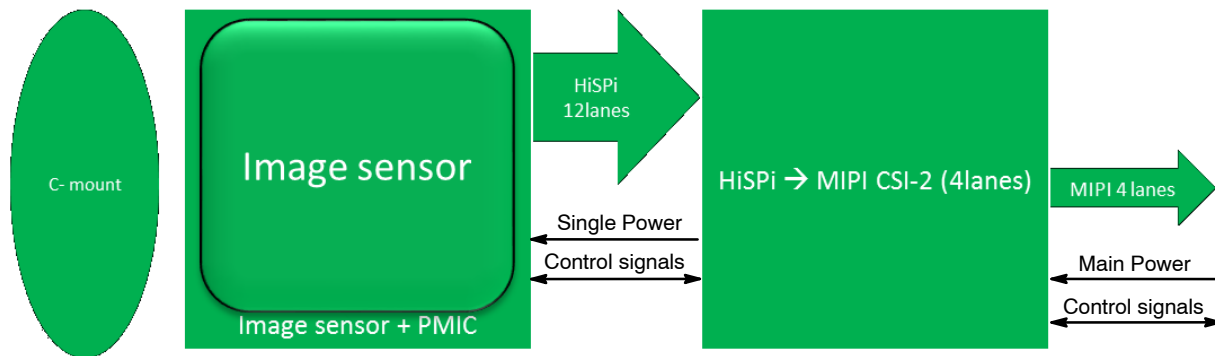 C- mount
Image sensor
Image sensor + PMIC
HiSPi
12lanes
Single Power
Control signals
HiSPi → MIPI CSI-2 (4lanes)
MIPI 4 lanes
Main Power
Control signals